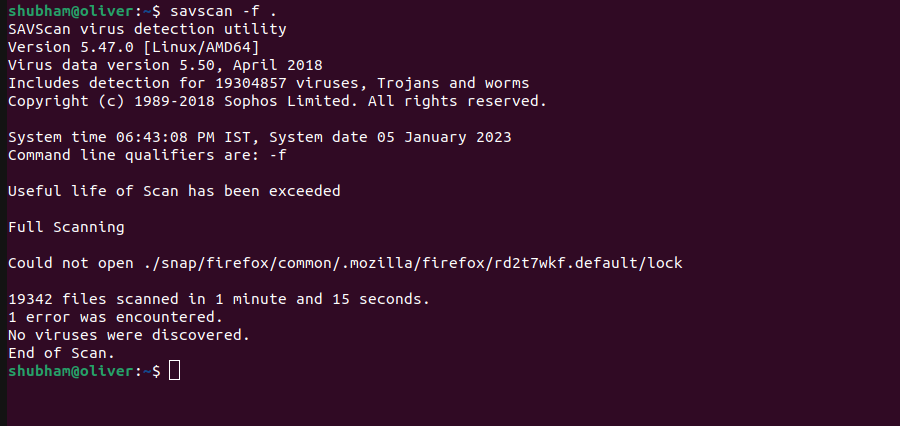 shubham@oliver:~$ savscan -f .
SAVScan virus detection utility
Version 5.47.0 [Linux/AMD64]
Virus data version 5.50, April 2018
Includes detection for 19304857 viruses, Trojans and worms
Copyright (c) 1989-2018 Sophos Limited. All rights reserved.
System time 06:43:08 PM IST, System date 05 January 2023
Command line qualifiers are: -f
Useful life of Scan has been exceeded
Full Scanning
Could not open ./snap/firefox/common/.mozilla/firefox/rd2t7wkf.default/lock
19342 files scanned in 1 minute and 15 seconds.
1 error was encountered.
No viruses were discovered.
End of Scan.
shubham@oliver:~$